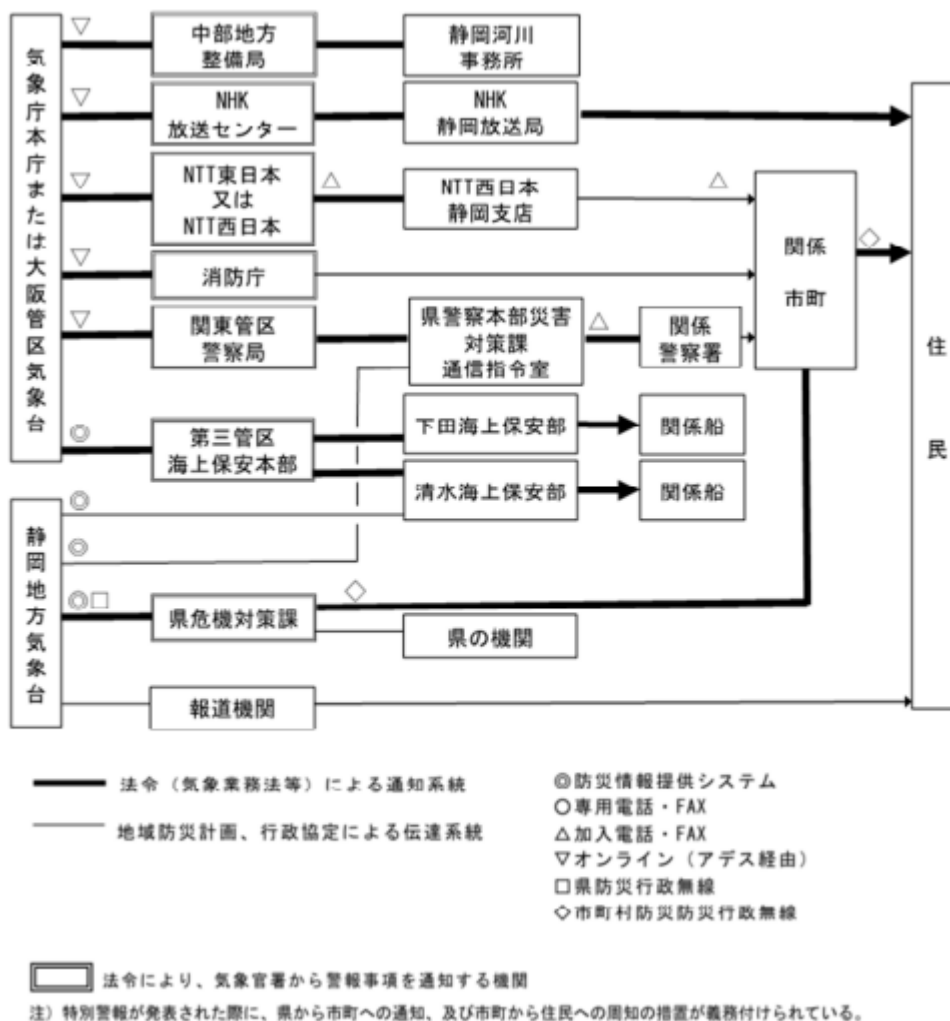 気象庁本庁または大阪管区気象台
▽
中部地方
整備局
静岡河川
事務所
▽
NHK
放送センター
NHK
静岡放送局
▽
NTT東日本
又は
NTT西日本
△
NTT西日本
静岡支店
△
▽
消防庁
▽
関東管区
警察局
県警察本部災害
対策課
通信指令室
△
関係
警察署
関係
市町
◇
住民
◎
第三管区
海上保安本部
下田海上保安部
関係船
清水海上保安部
関係船
静岡地方気象台
◎
◎
◎□
県危機対策課
◇
県の機関
報道機関
法令（気象業務法等）による通知系統
地域防災計画、行政協定による伝達系統
◎防災情報提供システム
○専用電話・FAX
△加入電話・FAX
▽オンライン（アデス経由）
□県防災行政無線
◇市町村防災防災行政無線
法令により、気象官署から警報事項を通知する機関
注）特別警報が発表された際に、県から市町への通知、及び市町から住民への周知の措置が義務付けられている。